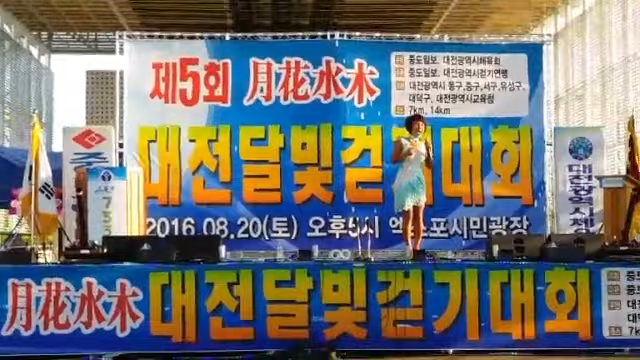 제5회 月花水木
중도일보, 대전광역시체육회
중도일보, 대전광역시걷기연맹
대전광역시 동구,중구,서구,유성구,
대덕구, 대전광역시교육청
7km, 14km
대전달빛걷기대회
2016.08.20(토) 오후5시 엑스포시민광장
月花水木 대전달빛걷기대회